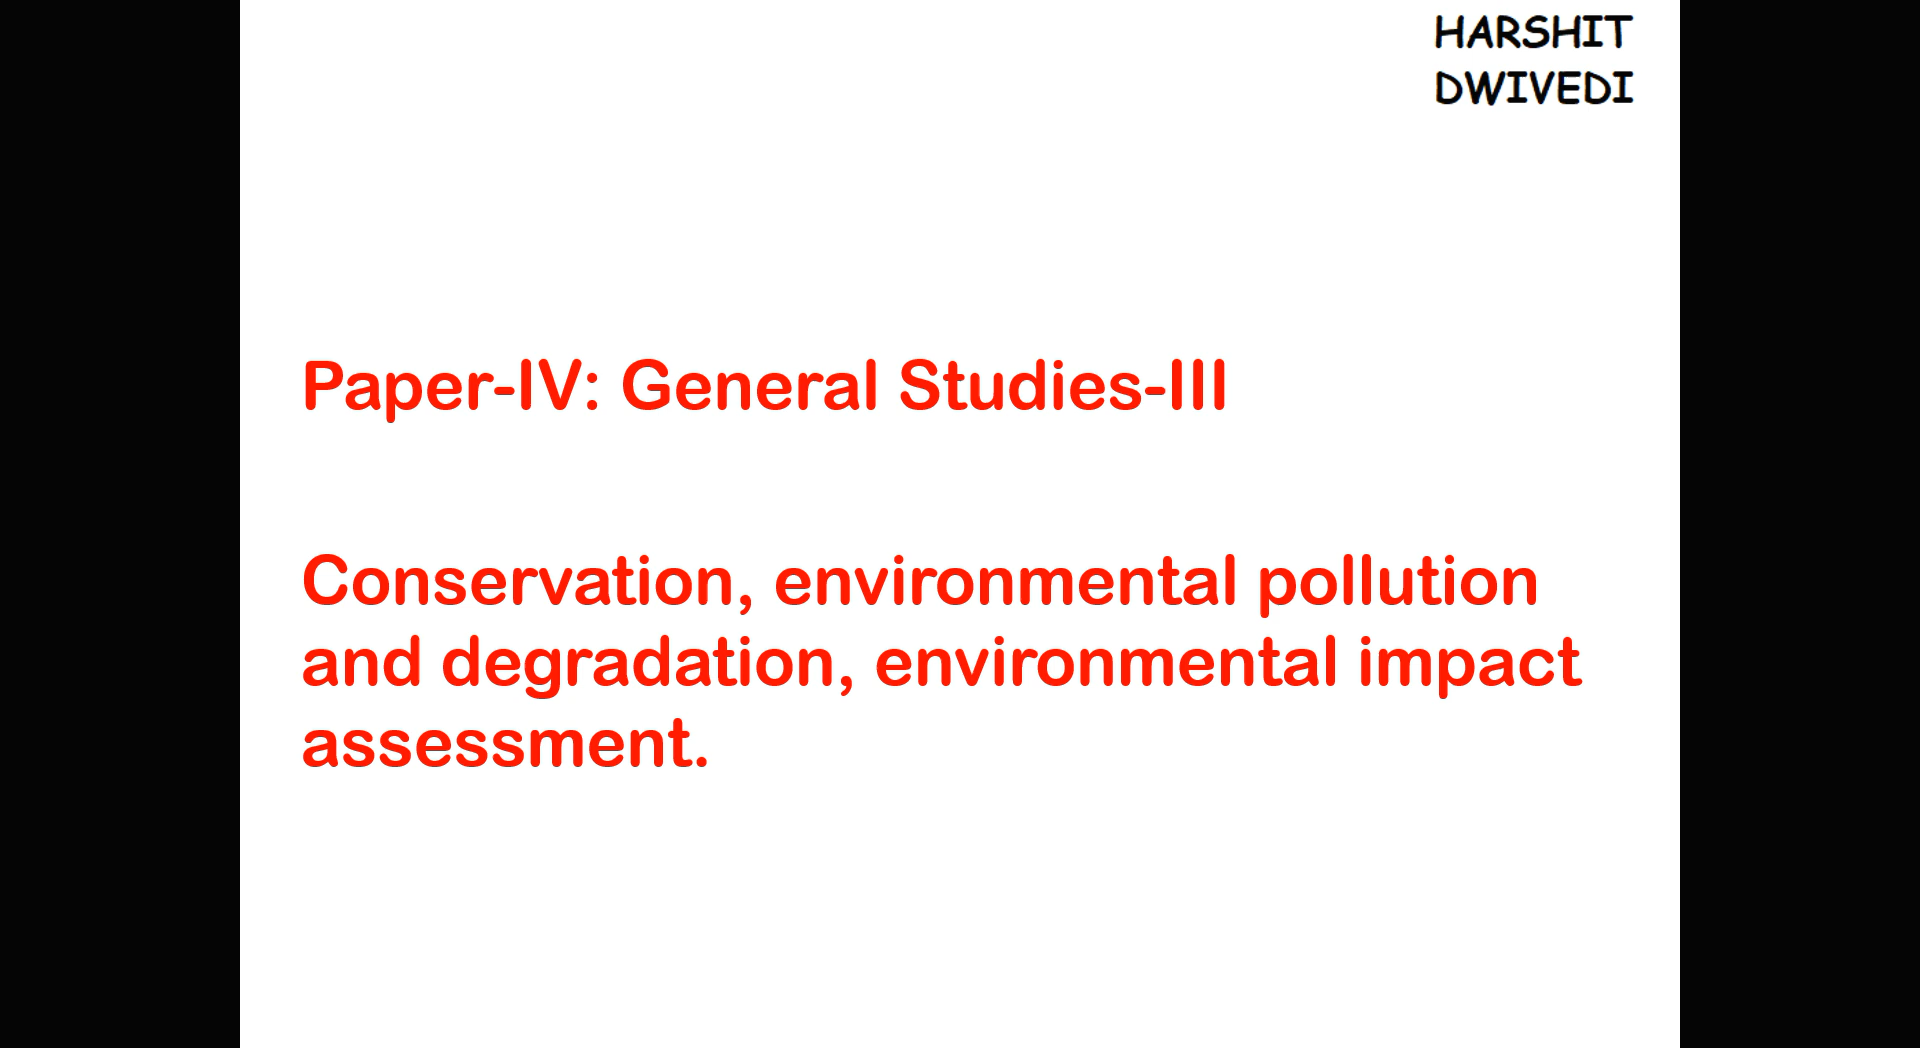 HARSHIT
DWIVEDI
Paper-IV: General Studies-III
Conservation, environmental pollution
and degradation, environmental impact
assessment.